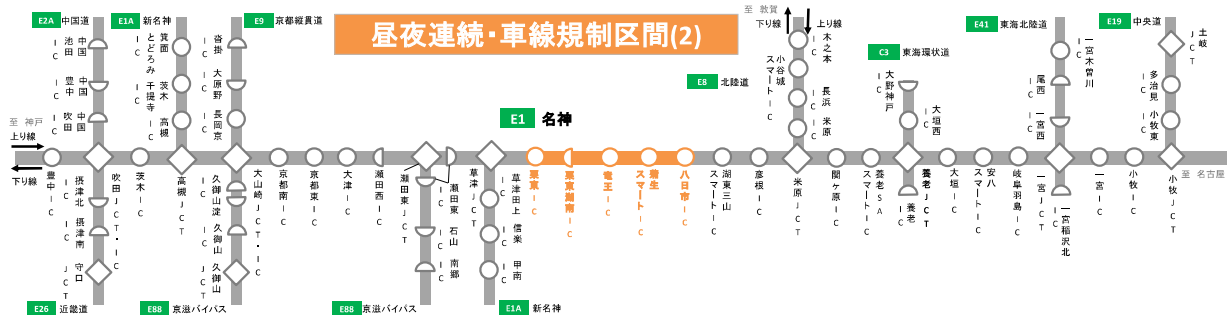 昼夜連続・車線規制区間(2)
E2A 中国道
E1A 新名神
E9 京都縦貫道
至 敦賀
下り線
上り線
E41 東海北陸道
E19 中央道
C3 東海環状道
E8 北陸道
E1 名神
中国池田IC
中国豊中IC
中国吹田IC
箕面とどろみIC
茨木千提寺IC
高槻IC
沓掛IC
大原野IC
長岡京IC
木之本IC
小谷城スマートIC
長浜IC
米原IC
大野神戸IC
大垣西IC
一宮木曽川IC
尾西IC
一宮西IC
土岐JCT
多治見IC
小牧東IC
至 神戸
上り線
下り線
豊中IC
吹田JCT・IC
茨木IC
高槻JCT
大山崎JCT・IC
京都南IC
京都東IC
大津IC
瀬田西IC
瀬田東JCT
瀬田東IC
草津JCT
栗東IC
栗東湖南IC
竜王IC
蒲生スマートIC
八日市IC
湖東三山スマートIC
彦根IC
米原JCT
関ヶ原IC
養老SAスマートIC
養老JCT
大垣IC
安八スマートIC
岐阜羽島IC
一宮JCT
一宮IC
小牧IC
小牧JCT
至 名古屋
摂津北IC
摂津南IC
守口JCT
久御山淀IC
久御山IC
久御山JCT
石山IC
南郷IC
草津田上IC
信楽IC
甲南IC
養老IC
一宮稲沢北IC
E26 近畿道
E88 京滋バイパス
E88 京滋バイパス
E1A 新名神